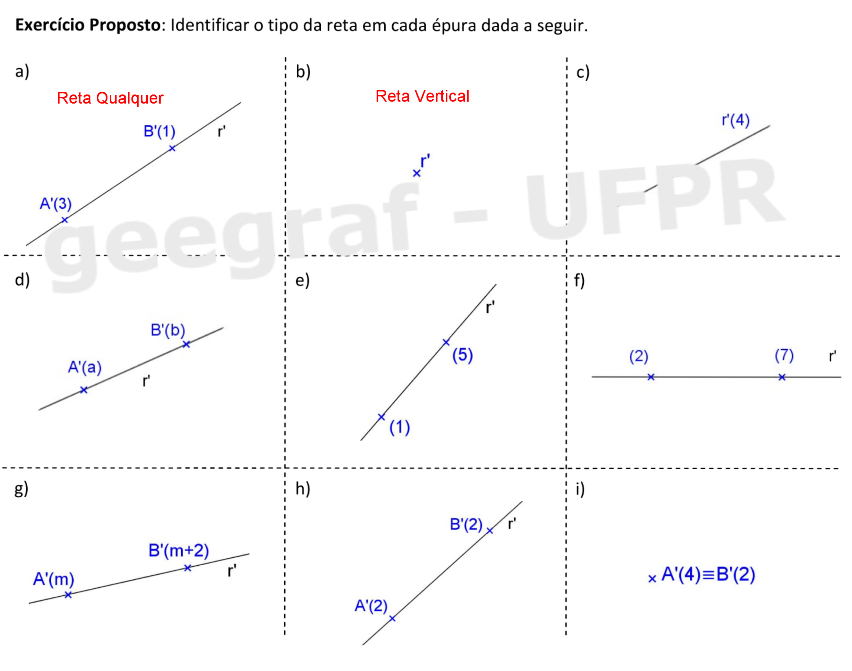 Exercício Proposto: Identificar o tipo da reta em cada épura dada a seguir.
a)
Reta Qualquer
B'(1)
r'
A'(3)
b)
Reta Vertical
r'
c)
r'(4)
geegraf - UFPR
d)
B'(b)
A'(a)
r'
e)
r'
(5)
(1)
f)
(2)
(7)
r'
g)
B'(m+2)
A'(m)
r'
h)
B'(2)
r'
A'(2)
i)
A'(4)≡B'(2)